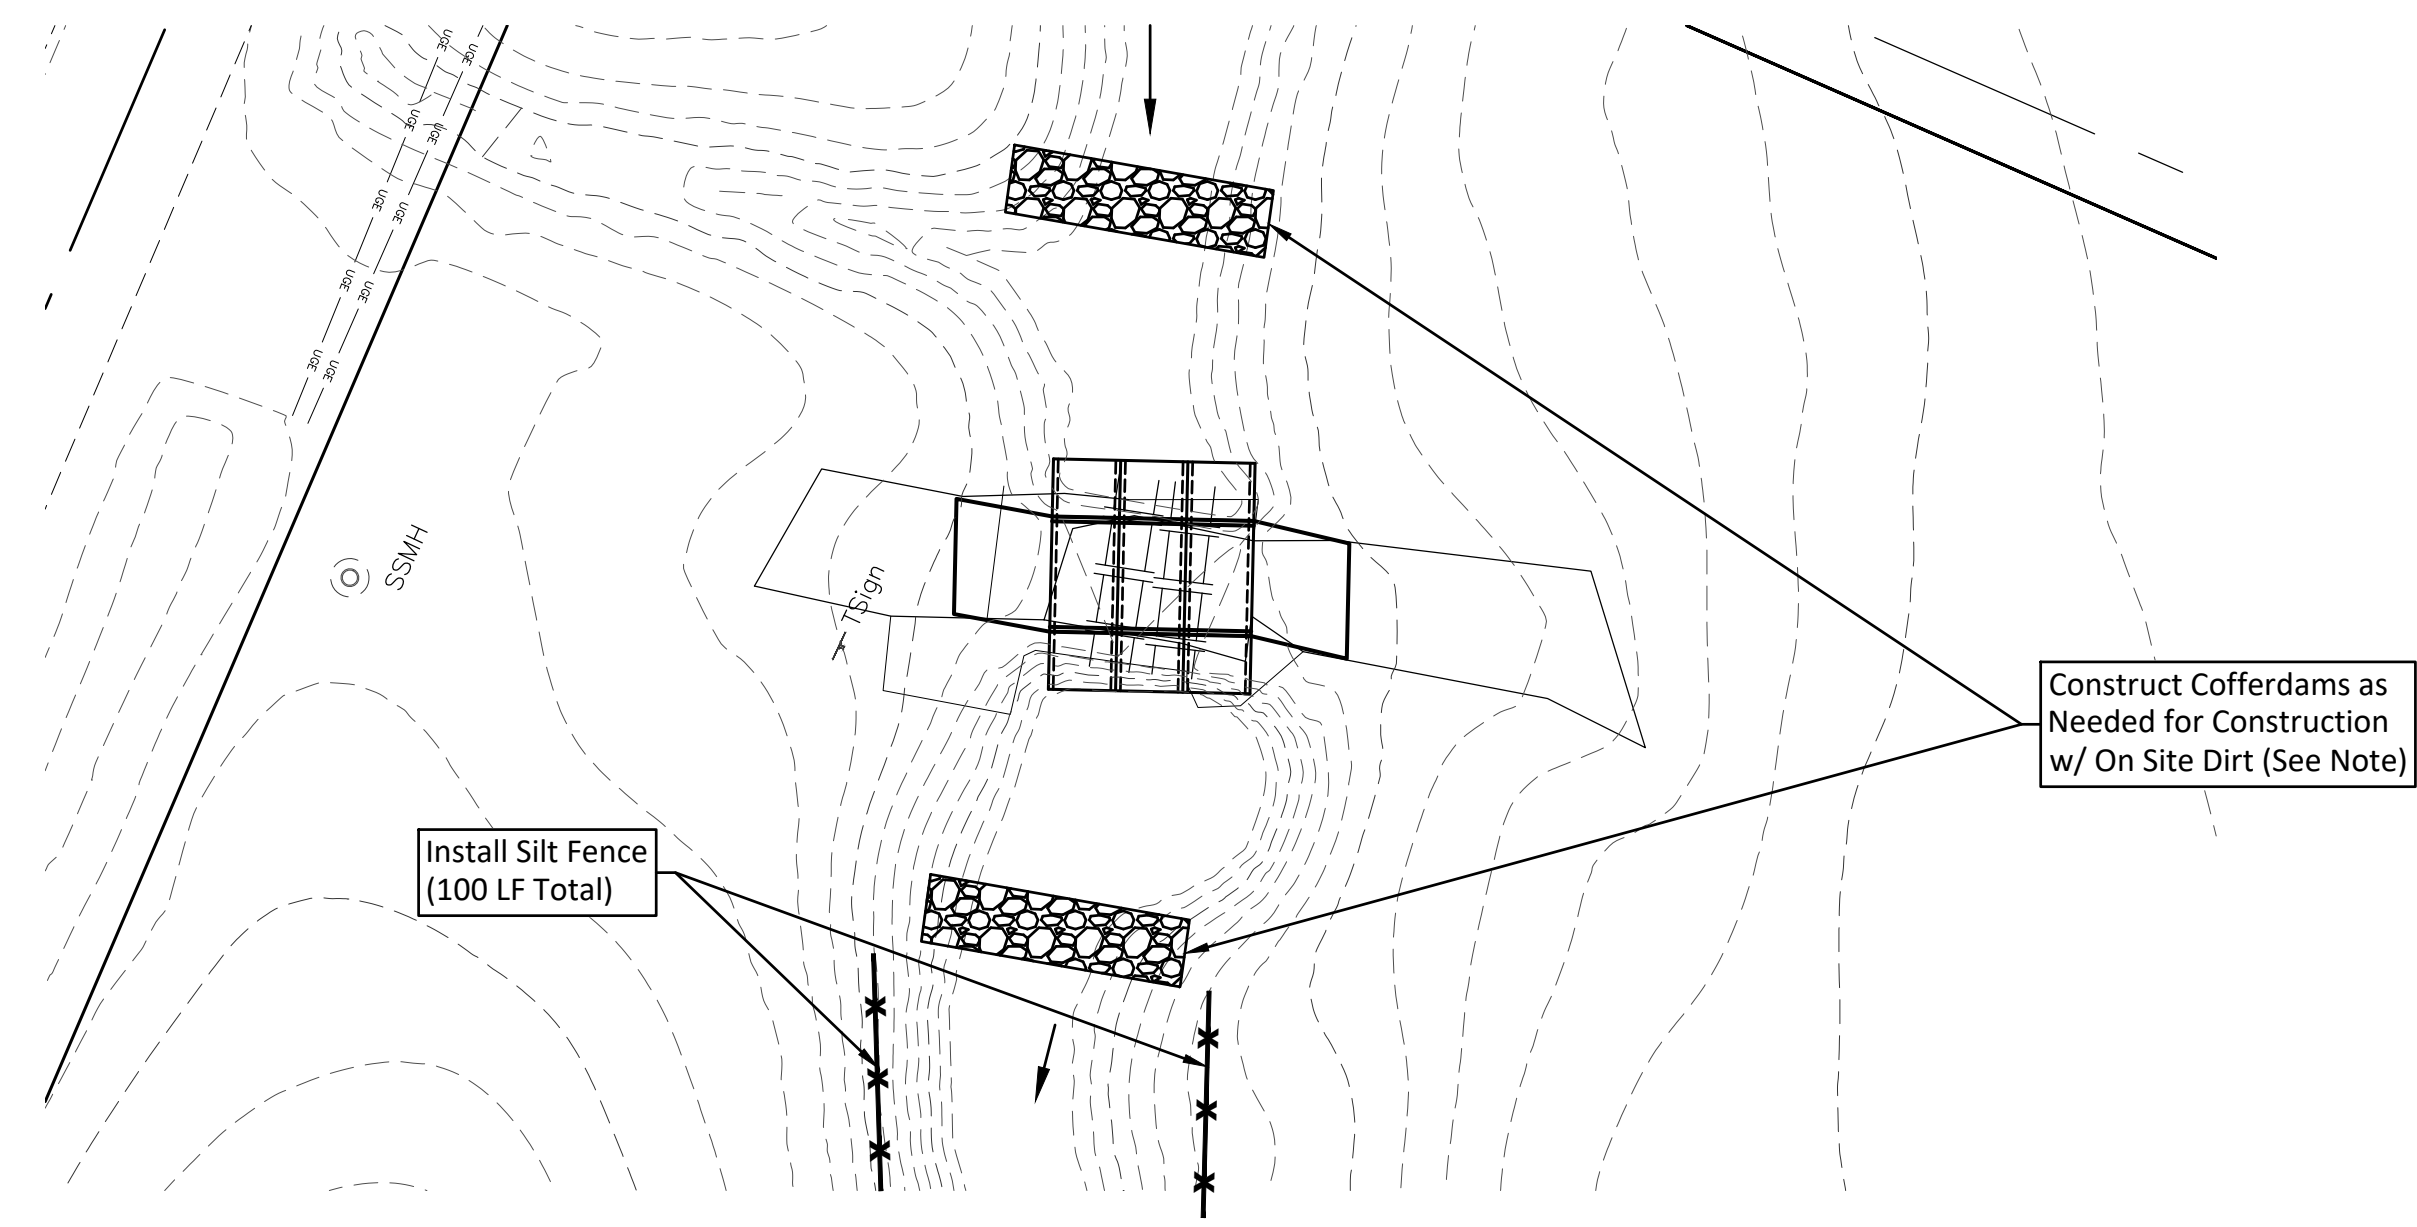 UGE
UGE
UGE
UGE
UGE
UGE
UGE
UGE
UGE
UGE
SSMH
TSign
Construct Cofferdams as
Needed for Construction
w/ On Site Dirt (See Note)
Install Silt Fence
(100 LF Total)